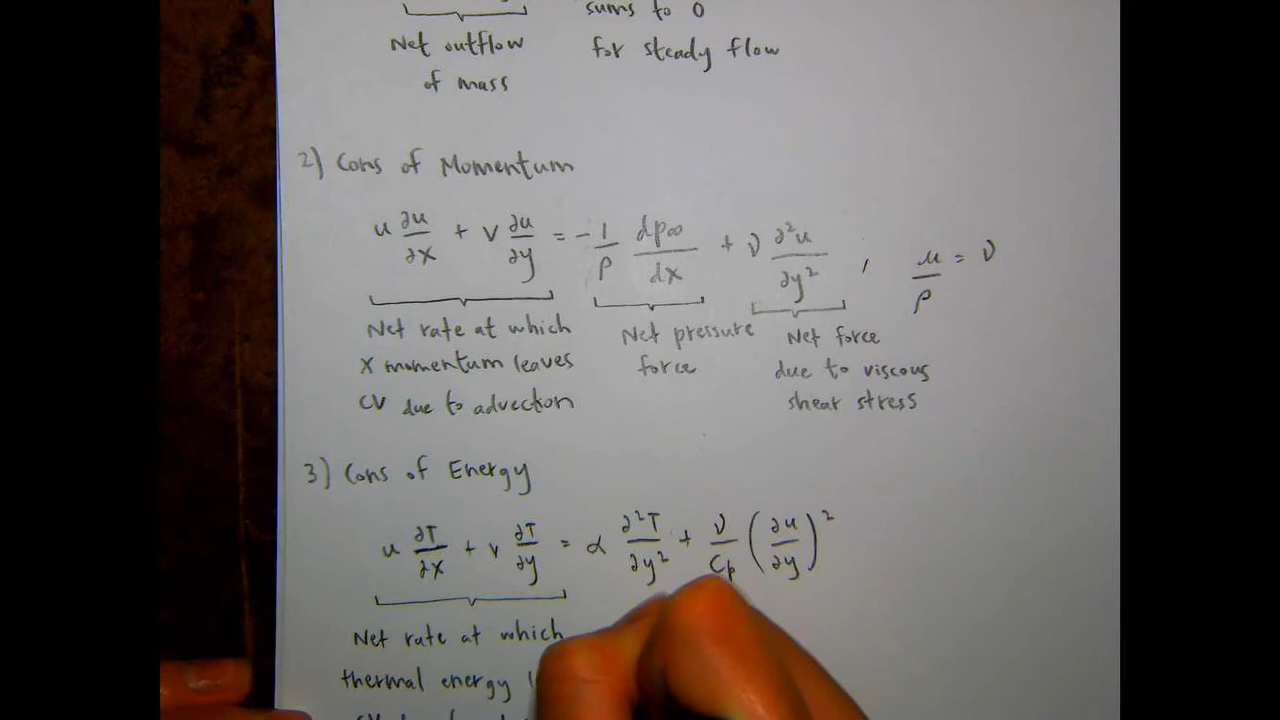 sums to 0
Net outflow for steady flow
of mass
2) Cons of Momentum
u ∂u/∂x + v ∂u/∂y = -1/ρ dp∞/dx + ν ∂²u/∂y² , μ/ρ = ν
Net rate at which Net pressure Net force
x momentum leaves force due to viscous
CV due to advection shear stress
3) Cons of Energy
u ∂T/∂x + v ∂T/∂y = α ∂²T/∂y² + ν/Cp (∂u/∂y)²
Net rate at which
thermal energy